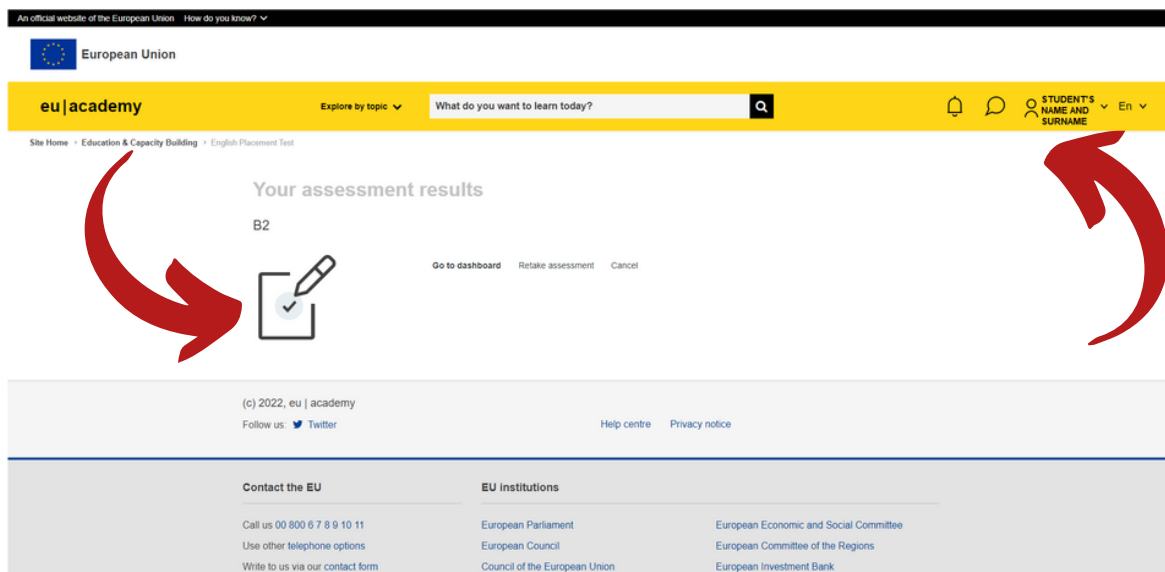 An official website of the European Union How do you know?
European Union
eu|academy
Explore by topic
What do you want to learn today?
STUDENT'S
NAME AND
SURNAME
En
Site Home › Education & Capacity Building › English Placement Test
Your assessment results
B2
Go to dashboard Retake assessment Cancel
(c) 2022, eu | academy
Follow us: Twitter
Help centre Privacy notice
Contact the EU
EU institutions
Call us 00 800 6 7 8 9 10 11
European Parliament
European Economic and Social Committee
Use other telephone options
European Council
European Committee of the Regions
Write to us via our contact form
Council of the European Union
European Investment Bank